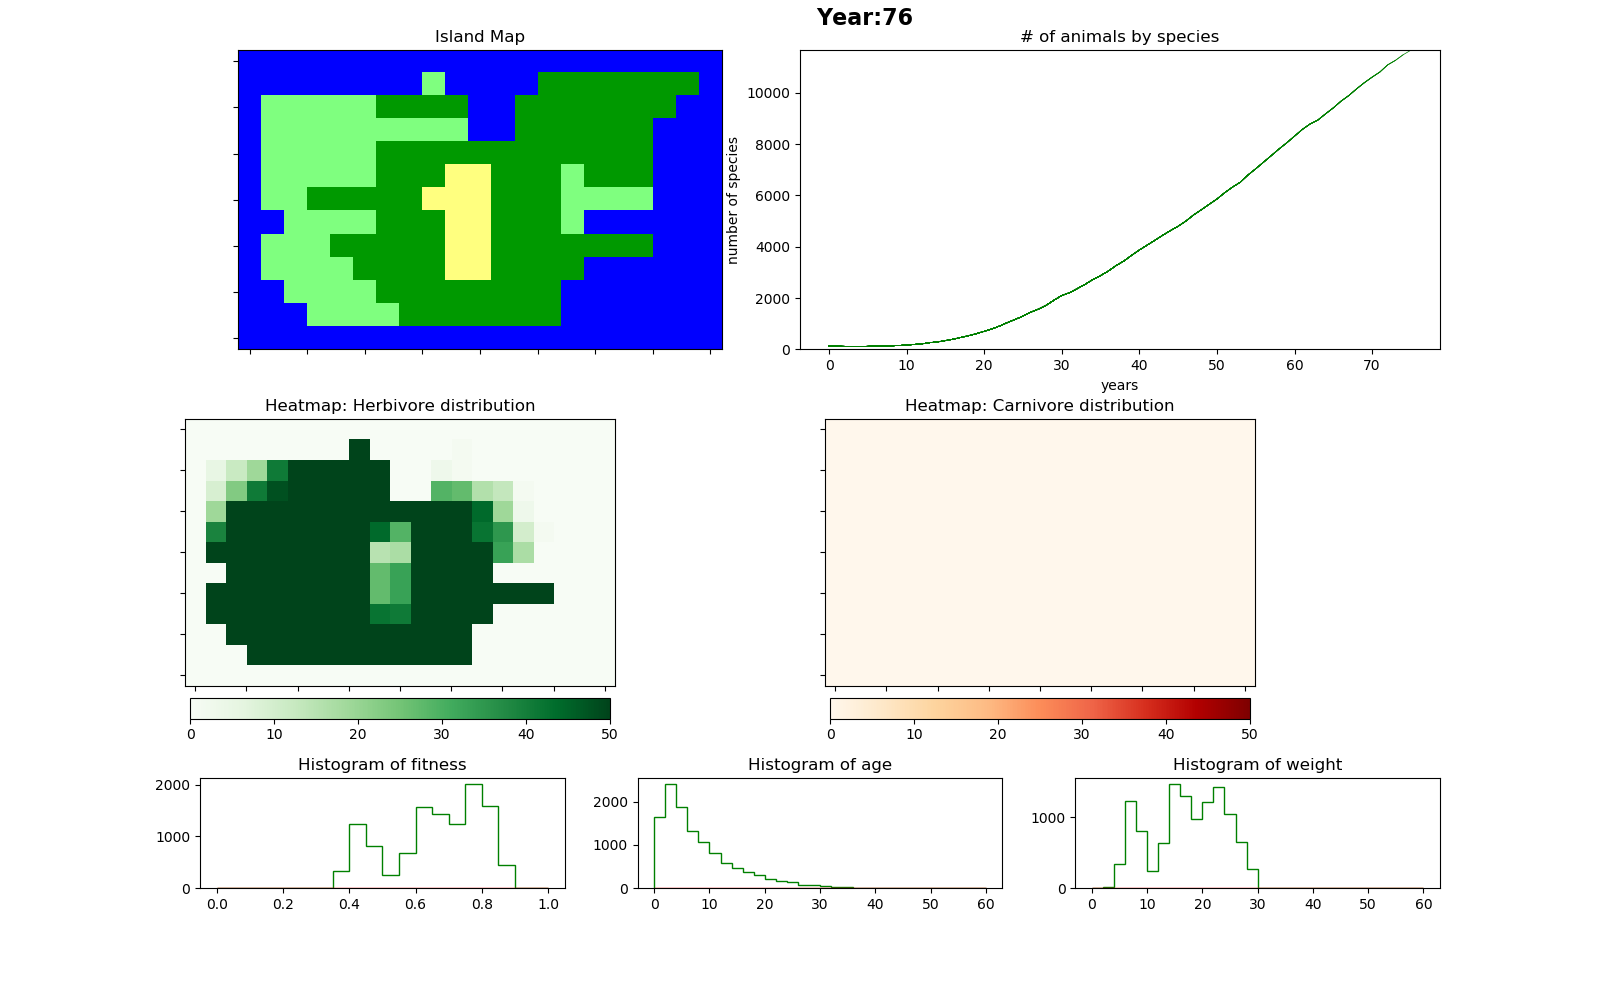 Year:76
Island Map
# of animals by species
number of species
10000
8000
6000
4000
2000
0
0 10 20 30 40 50 60 70
years
Heatmap: Herbivore distribution
Heatmap: Carnivore distribution
0 10 20 30 40 50
0 10 20 30 40 50
Histogram of fitness
2000
1000
0
0.0 0.2 0.4 0.6 0.8 1.0
Histogram of age
2000
1000
0
0 10 20 30 40 50 60
Histogram of weight
1000
0
0 10 20 30 40 50 60